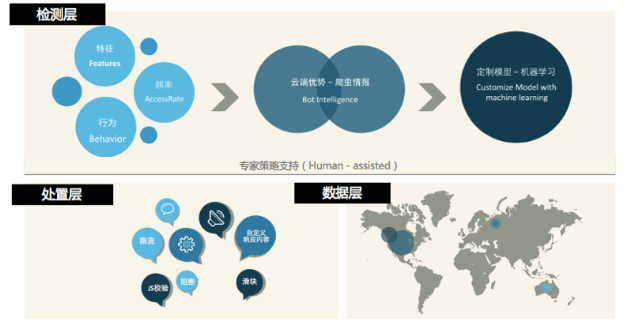 检测层
特征
Features
频率
AccessRate
行为
Behavior
云端优势 – 爬虫情报
Bot Intelligence
定制模型 – 机器学习
Customize Model with
machine learning
专家策略支持（Human - assisted）
处置层
限流
自定义
响应内容
JS校验
阻断
滑块
数据层